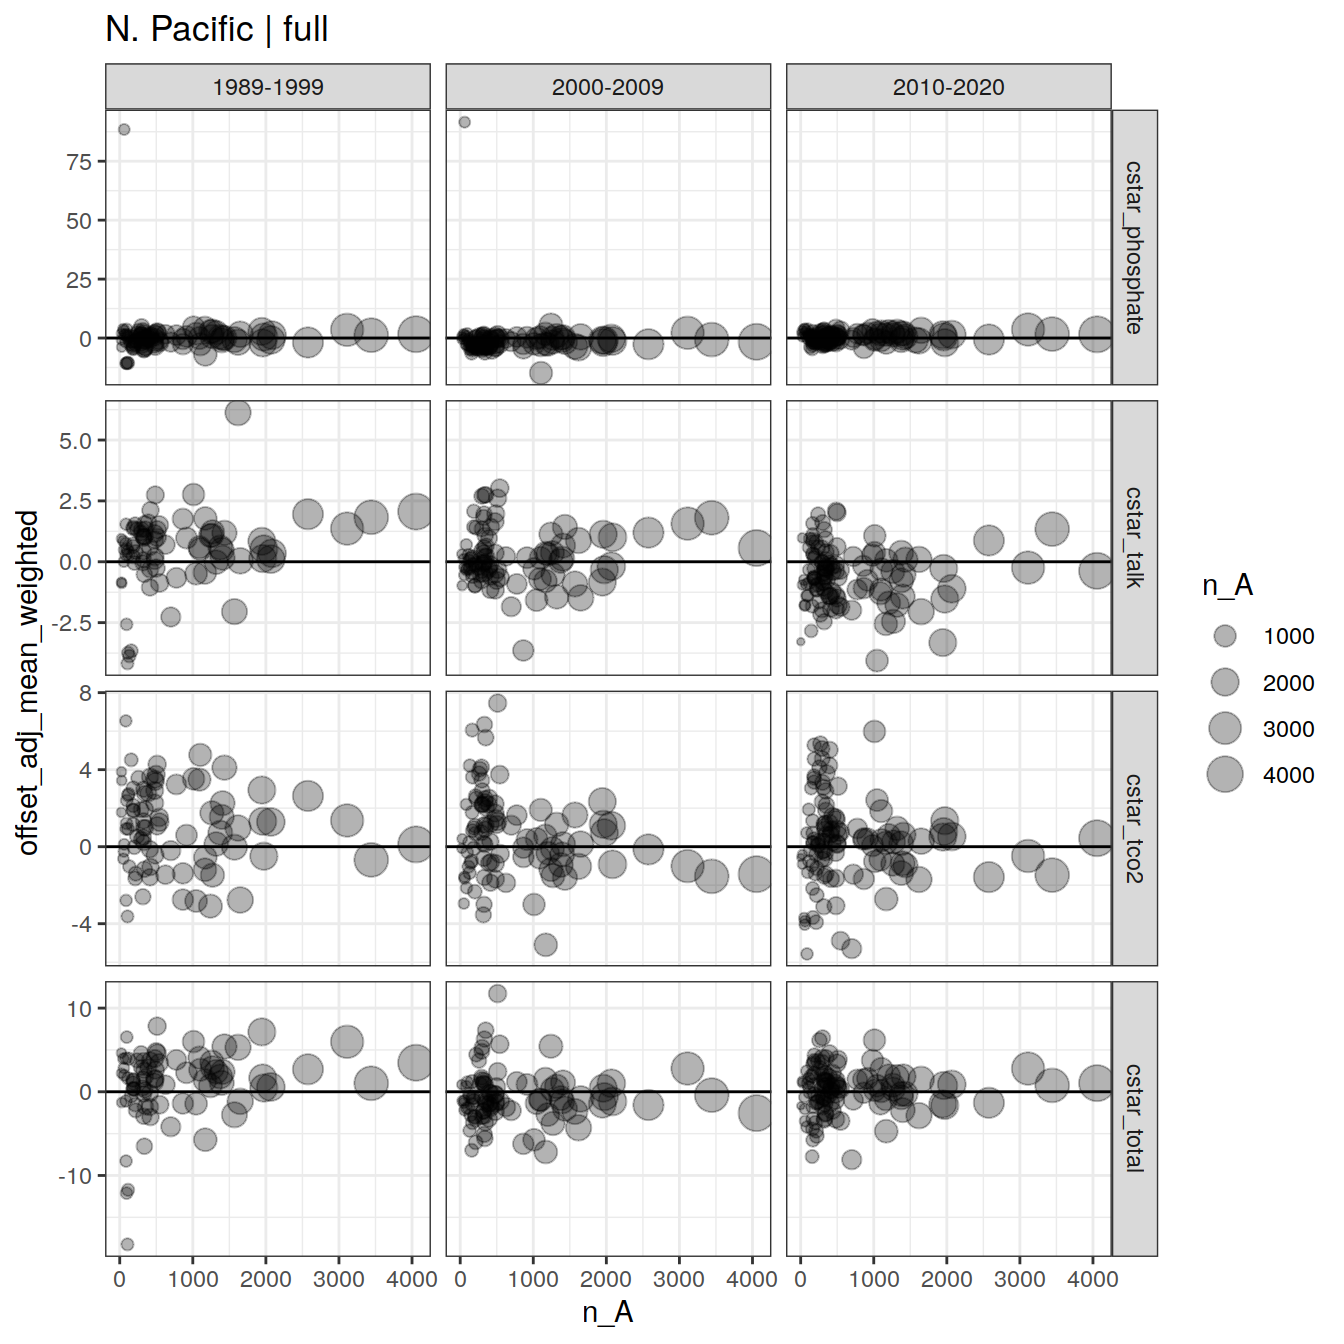 N. Pacific | full
1989-1999 2000-2009 2010-2020
75
50
25
0
cstar_phosphate
5.0
2.5
0.0
-2.5
cstar_talk
8
4
0
-4
cstar_tco2
10
0
-10
cstar_total
0 1000 2000 3000 4000 0 1000 2000 3000 4000 0 1000 2000 3000 4000
n_A
offset_adj_mean_weighted
n_A
1000
2000
3000
4000